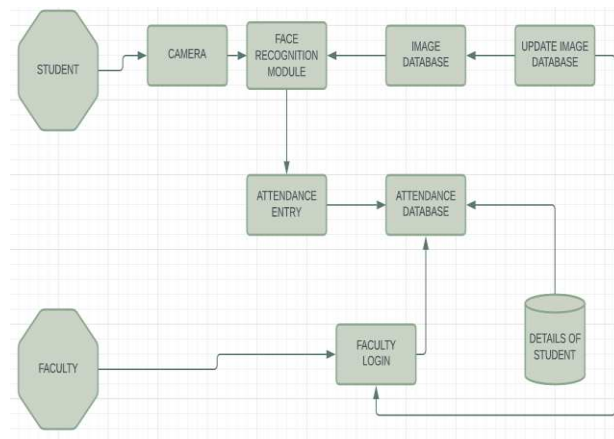 STUDENT
CAMERA
FACE
RECOGNITION
MODULE
IMAGE
DATABASE
UPDATE IMAGE
DATABASE
ATTENDANCE
ENTRY
ATTENDANCE
DATABASE
FACULTY
FACULTY
LOGIN
DETAILS OF
STUDENT